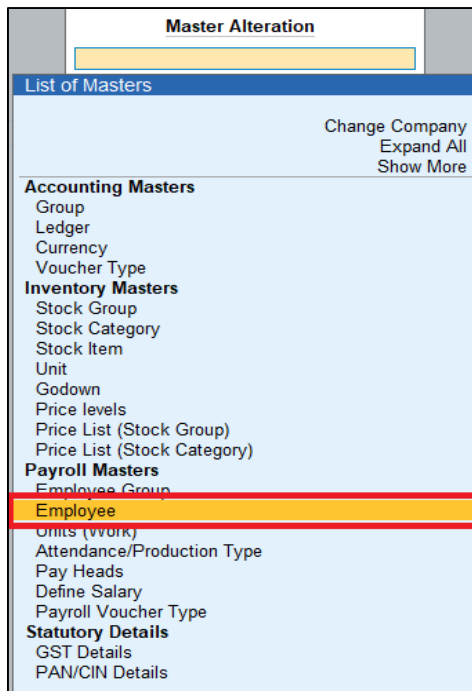 Master Alteration
List of Masters
Change Company
Expand All
Show More
Accounting Masters
Group
Ledger
Currency
Voucher Type
Inventory Masters
Stock Group
Stock Category
Stock Item
Unit
Godown
Price levels
Price List (Stock Group)
Price List (Stock Category)
Payroll Masters
Employee Group
Employee
Units (Work)
Attendance/Production Type
Pay Heads
Define Salary
Payroll Voucher Type
Statutory Details
GST Details
PAN/CIN Details